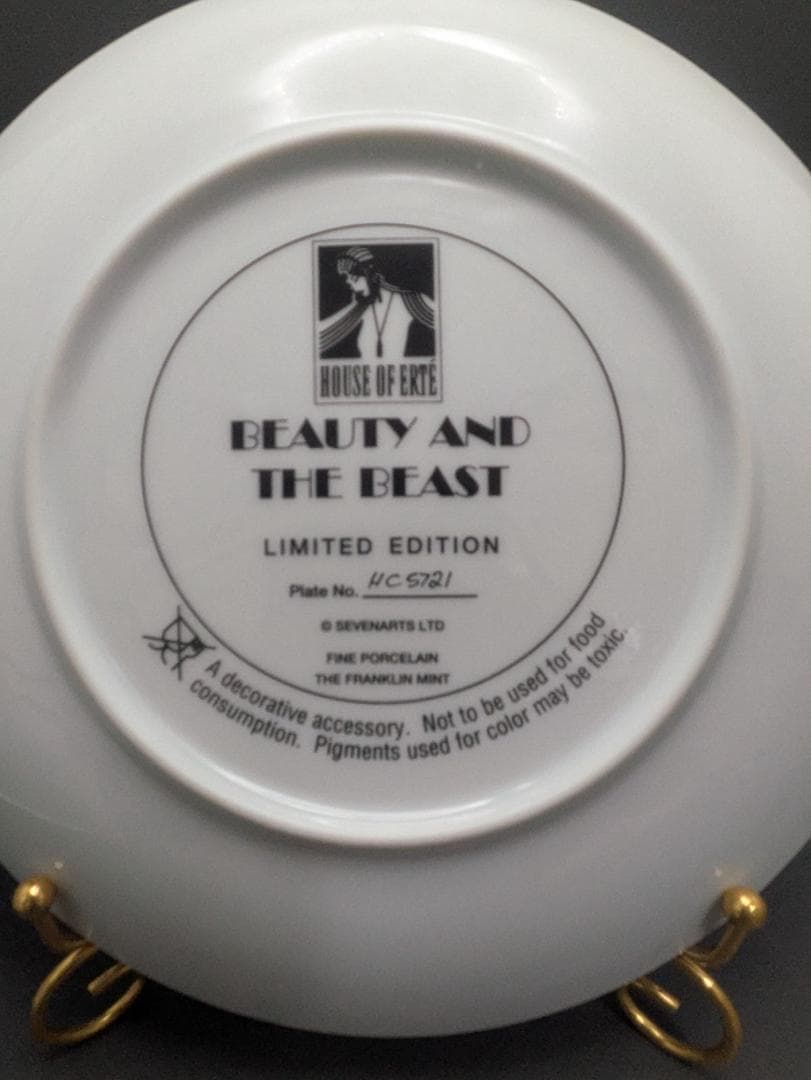 HOUSE OF ERTÉ
BEAUTY AND
THE BEAST
LIMITED EDITION
Plate No. HC5721
© SEVENARTS LTD
FINE PORCELAIN
THE FRANKLIN MINT
A decorative accessory. Not to be used for food
consumption. Pigments used for color may be toxic.